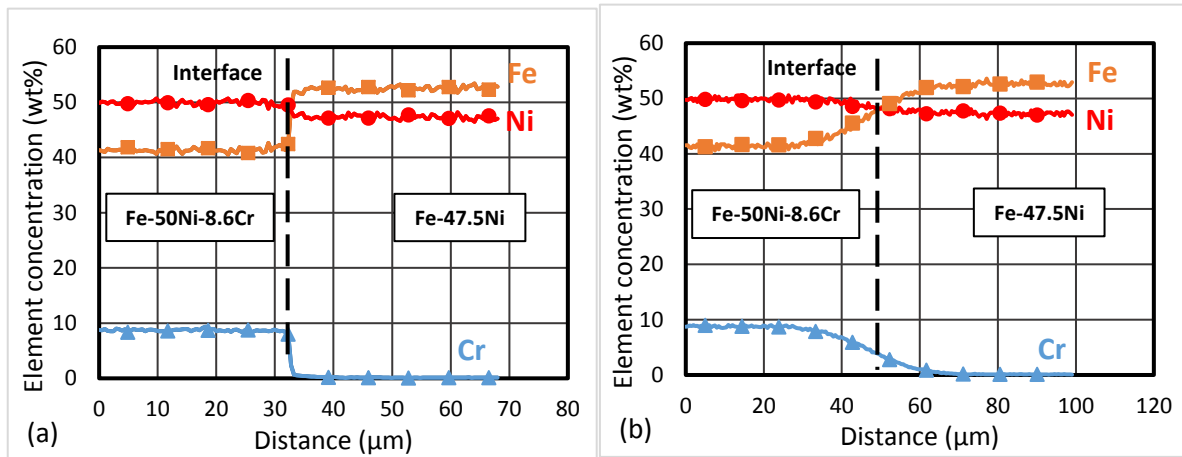 Element concentration (wt%)
60
50
40
30
20
10
0
Interface
Fe
Ni
Fe-50Ni-8.6Cr
Fe-47.5Ni
Cr
0 10 20 30 40 50 60 70 80
Distance (µm)
(a)
Element concentration (wt%)
60
50
40
30
20
10
0
Interface
Fe
Ni
Fe-50Ni-8.6Cr
Fe-47.5Ni
Cr
0 20 40 60 80 100 120
Distance (µm)
(b)